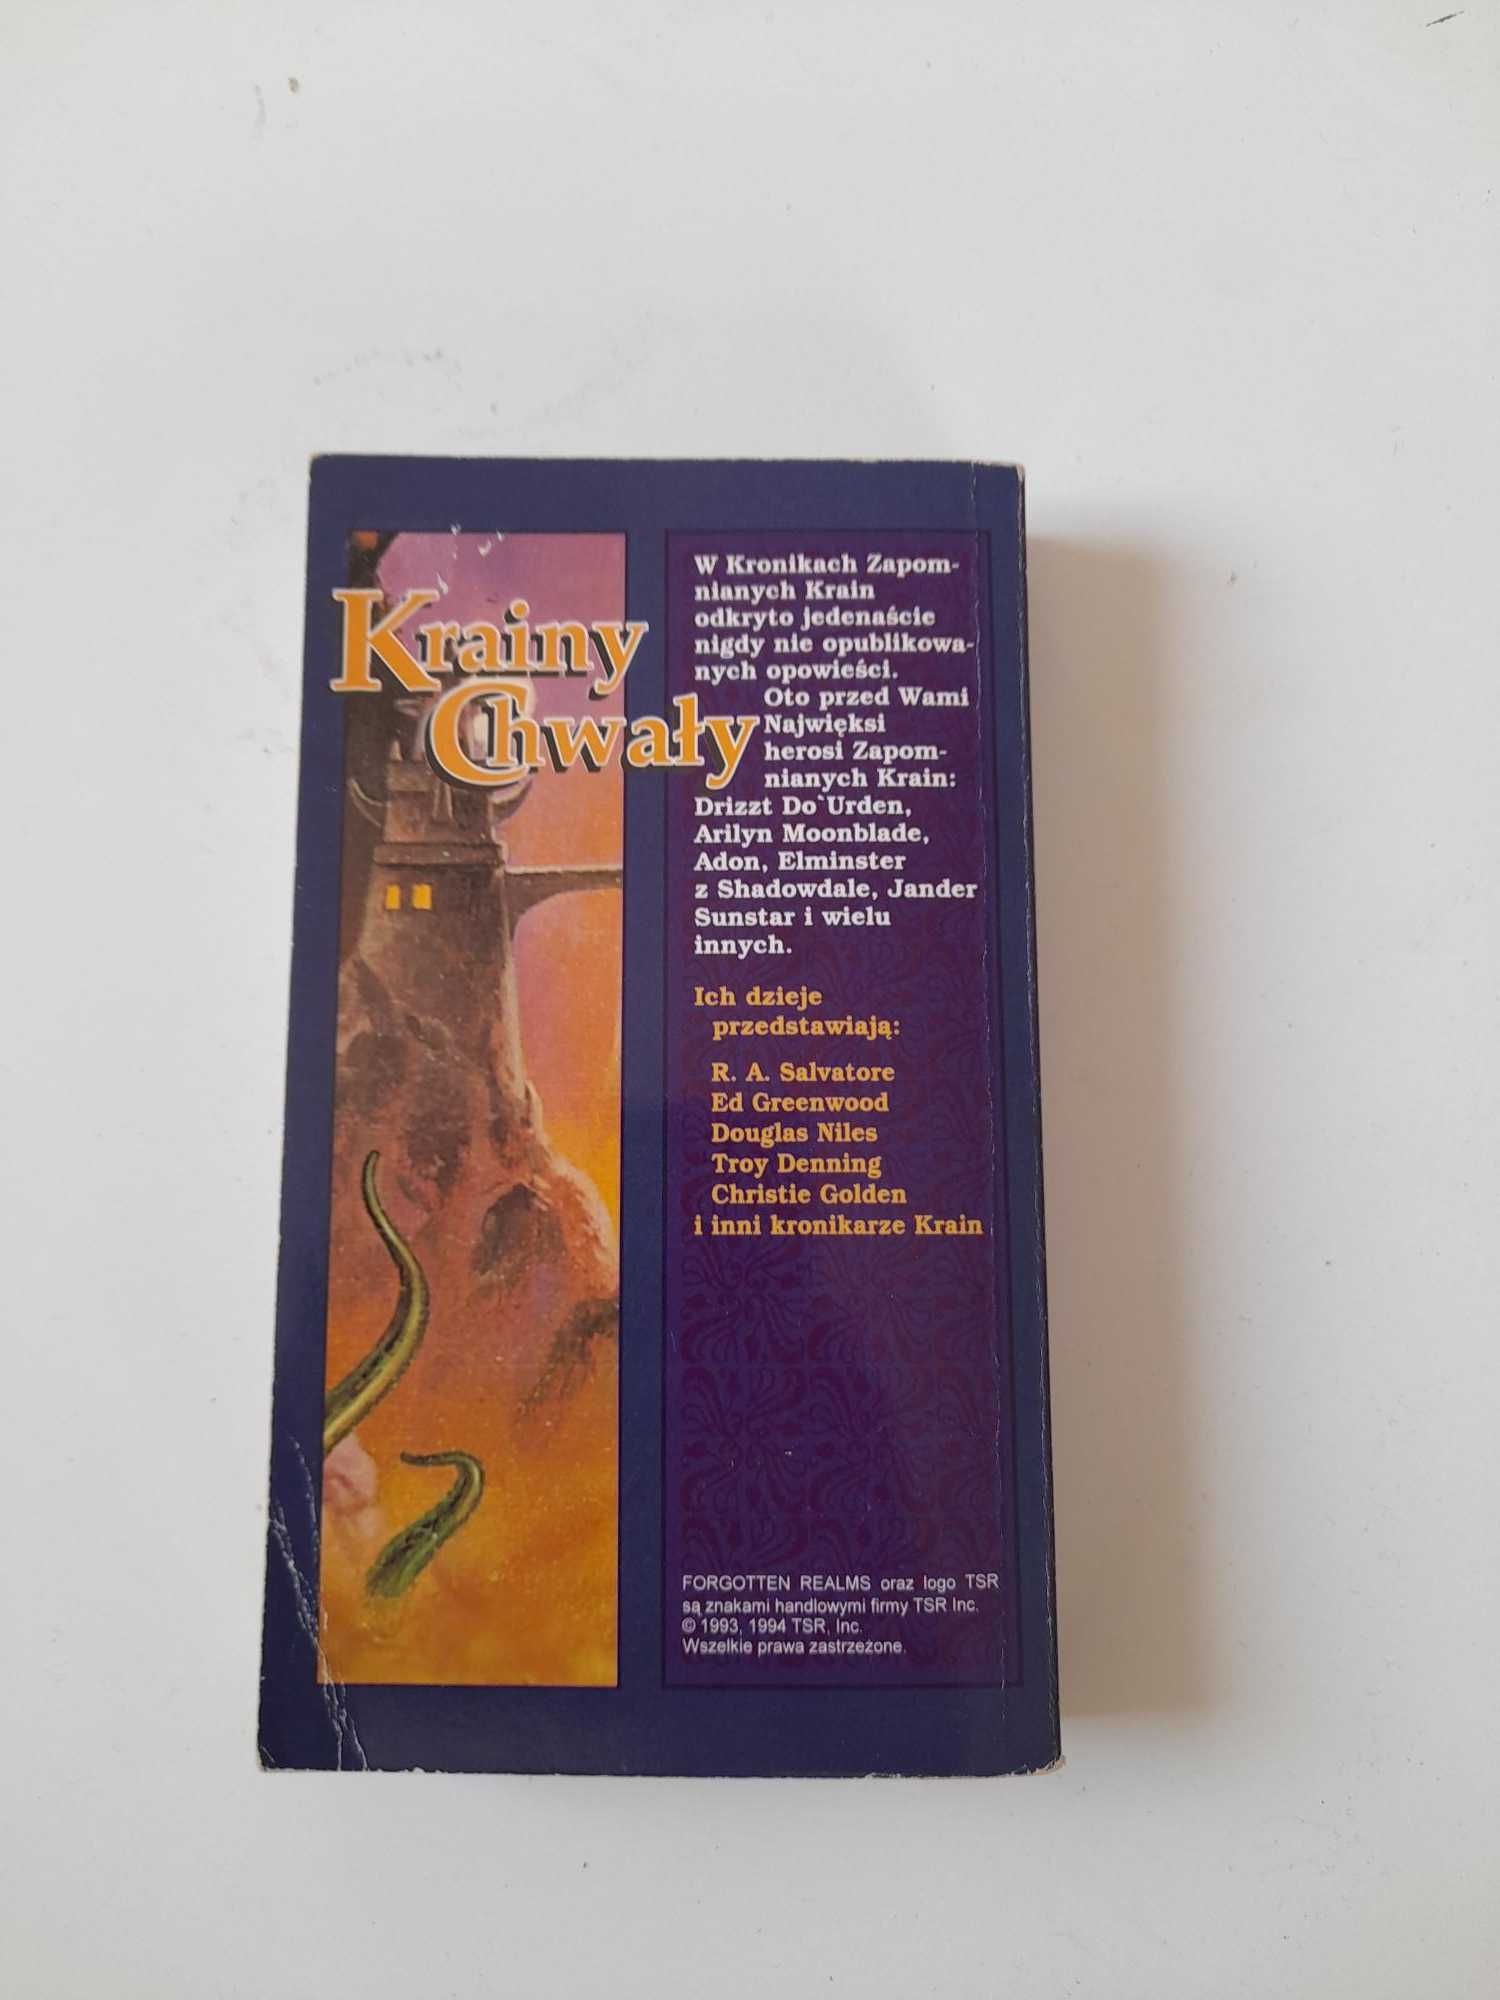 Krainy
Chwały
W Kronikach Zapom-
nianych Krain
odkryto jedenaście
nigdy nie opublikowa-
nych opowieści.
Oto przed Wami
Najwięksi
herosi Zapom-
nianych Krain:
Drizzt Do`Urden,
Arilyn Moonblade,
Adon, Elminster
z Shadowdale, Jander
Sunstar i wielu
innych.
Ich dzieje
przedstawiają:
R. A. Salvatore
Ed Greenwood
Douglas Niles
Troy Denning
Christie Golden
i inni kronikarze Krain
FORGOTTEN REALMS oraz logo TSR
są znakami handlowymi firmy TSR Inc.
© 1993, 1994 TSR, Inc.
Wszelkie prawa zastrzeżone.